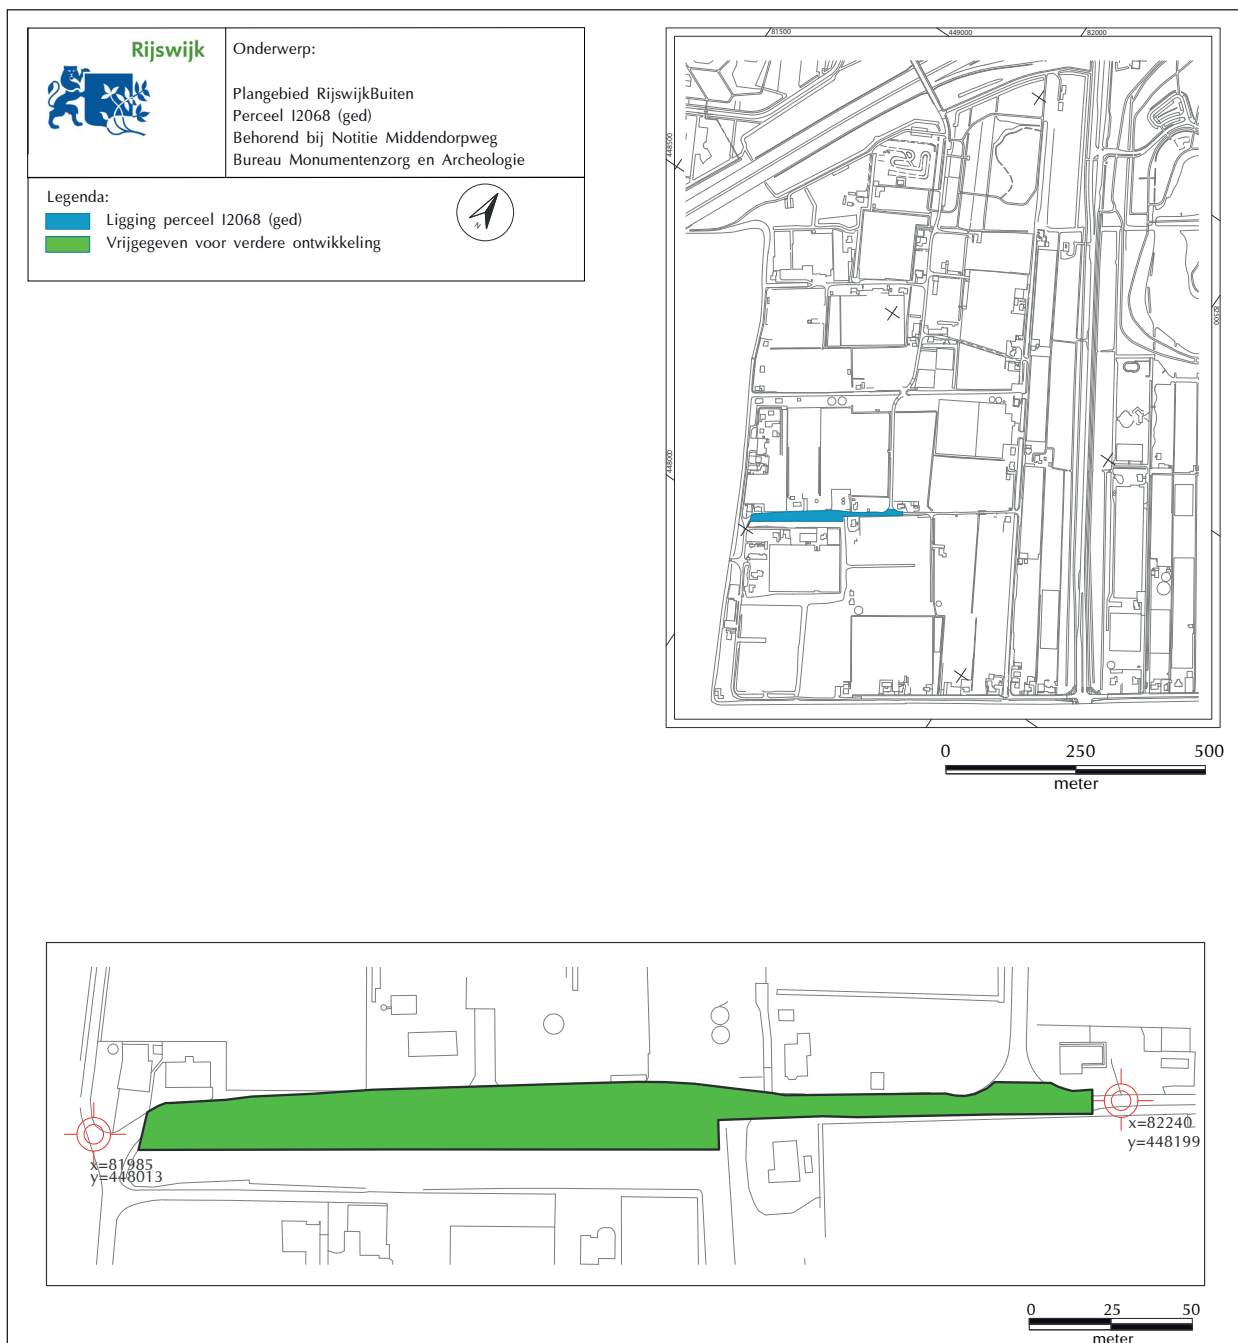 Rijswijk
Onderwerp:
Plangebied RijswijkBuiten
Perceel I2068 (ged)
Behorend bij Notitie Middendorpweg
Bureau Monumentenzorg en Archeologie
Legenda:
Ligging perceel I2068 (ged)
Vrijgegeven voor verdere ontwikkeling
N
81500
449000
82000
448500
82500
448000
0 250 500
meter
x=81985
y=448013
x=82240
y=448199
0 25 50
meter